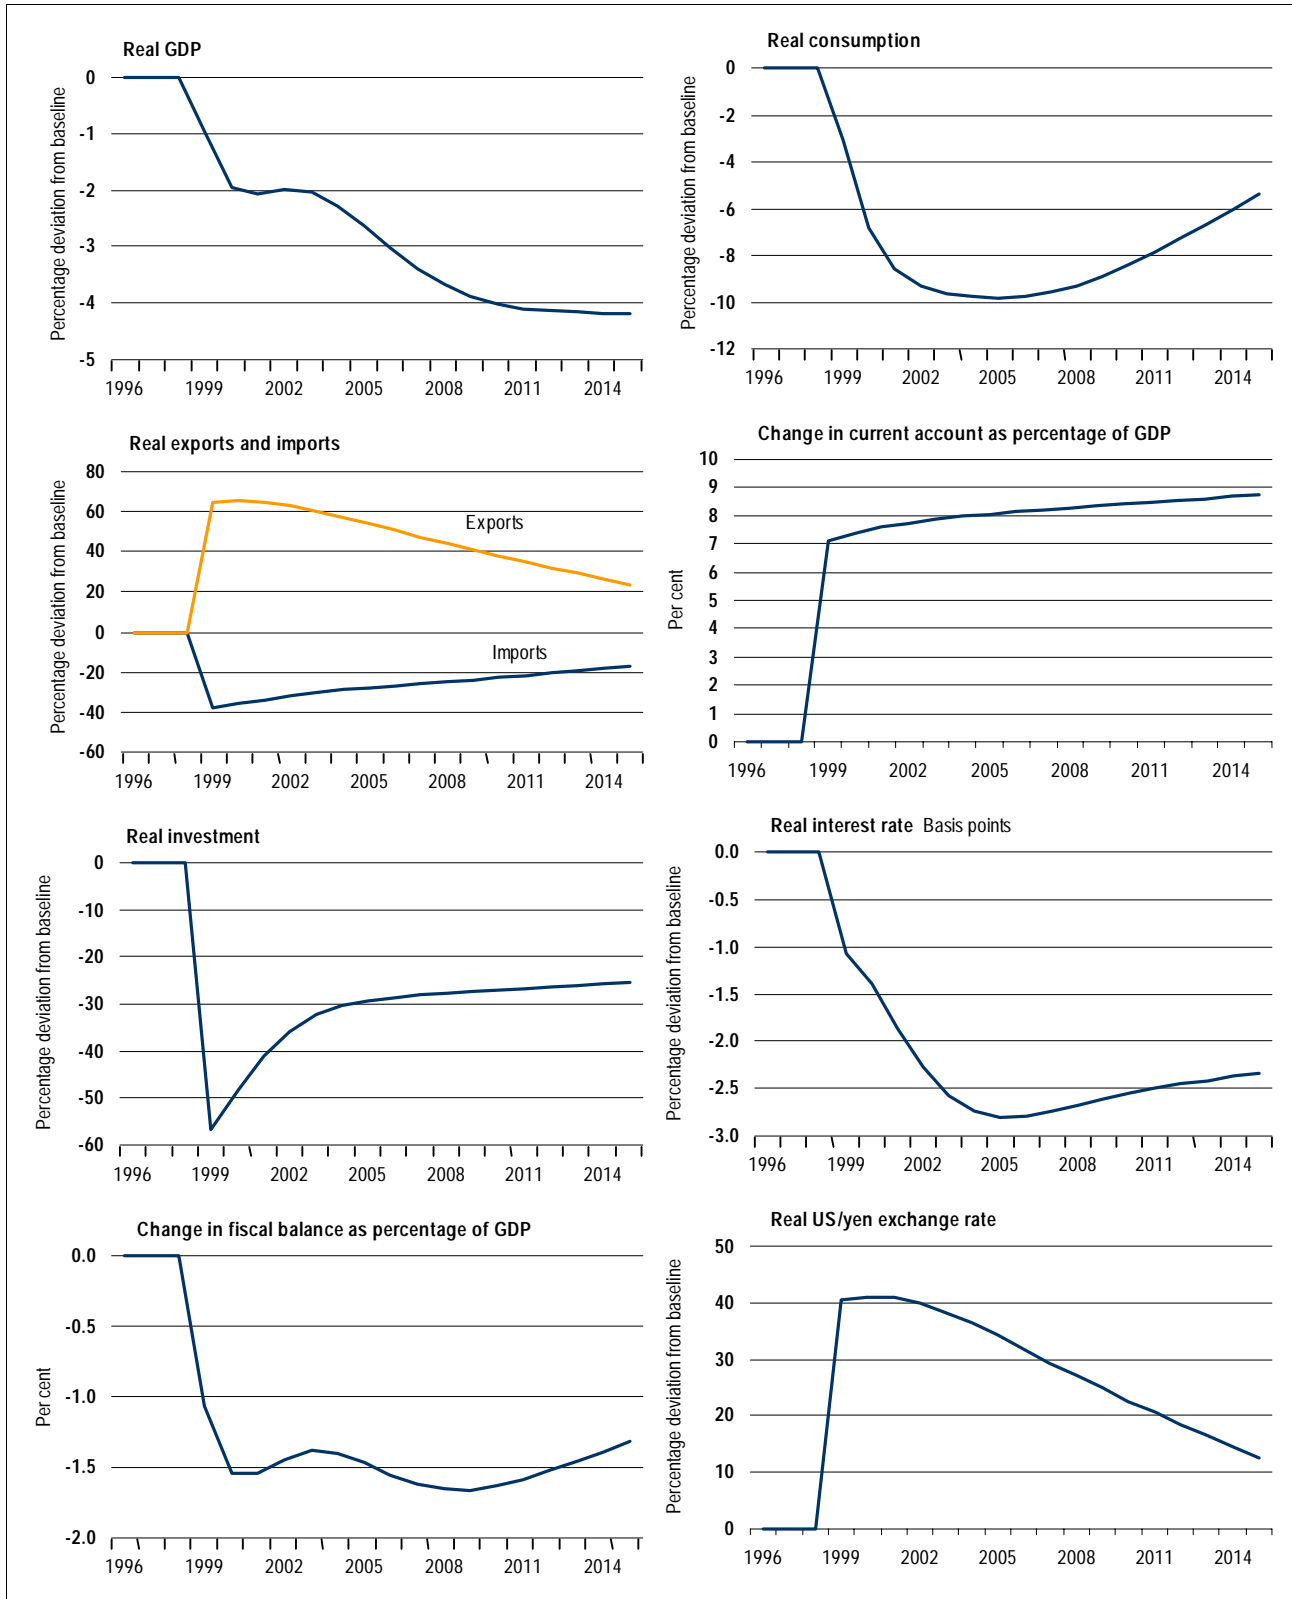 Real GDP
Percentage deviation from baseline
0
-1
-2
-3
-4
-5
1996 1999 2002 2005 2008 2011 2014
Real consumption
Percentage deviation from baseline
0
-2
-4
-6
-8
-10
-12
1996 1999 2002 2005 2008 2011 2014
Real exports and imports
Percentage deviation from baseline
80
60
40
20
0
-20
-40
-60
Exports
Imports
1996 1999 2002 2005 2008 2011 2014
Change in current account as percentage of GDP
Per cent
10
9
8
7
6
5
4
3
2
1
0
1996 1999 2002 2005 2008 2011 2014
Real investment
Percentage deviation from baseline
0
-10
-20
-30
-40
-50
-60
1996 1999 2002 2005 2008 2011 2014
Real interest rate Basis points
Percentage deviation from baseline
0.0
-0.5
-1.0
-1.5
-2.0
-2.5
-3.0
1996 1999 2002 2005 2008 2011 2014
Change in fiscal balance as percentage of GDP
Per cent
0.0
-0.5
-1.0
-1.5
-2.0
1996 1999 2002 2005 2008 2011 2014
Real US/yen exchange rate
Percentage deviation from baseline
50
40
30
20
10
0
1996 1999 2002 2005 2008 2011 2014